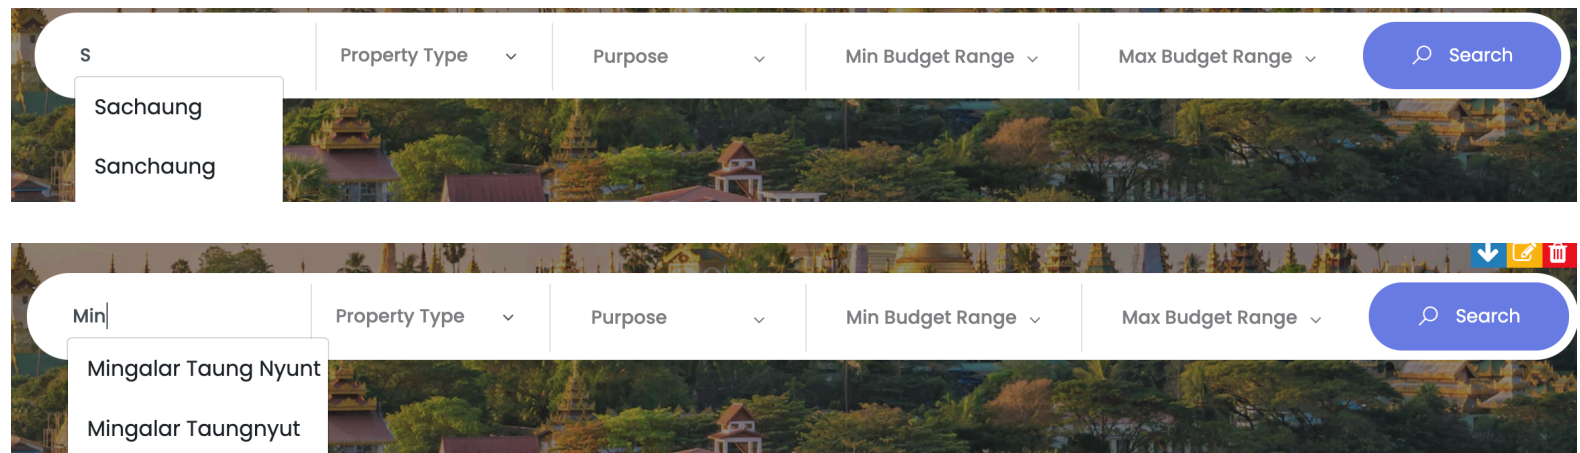 S Property Type Purpose Min Budget Range Max Budget Range Search
Sachaung
Sanchaung
Min Property Type Purpose Min Budget Range Max Budget Range Search
Mingalar Taung Nyunt
Mingalar Taungnyut